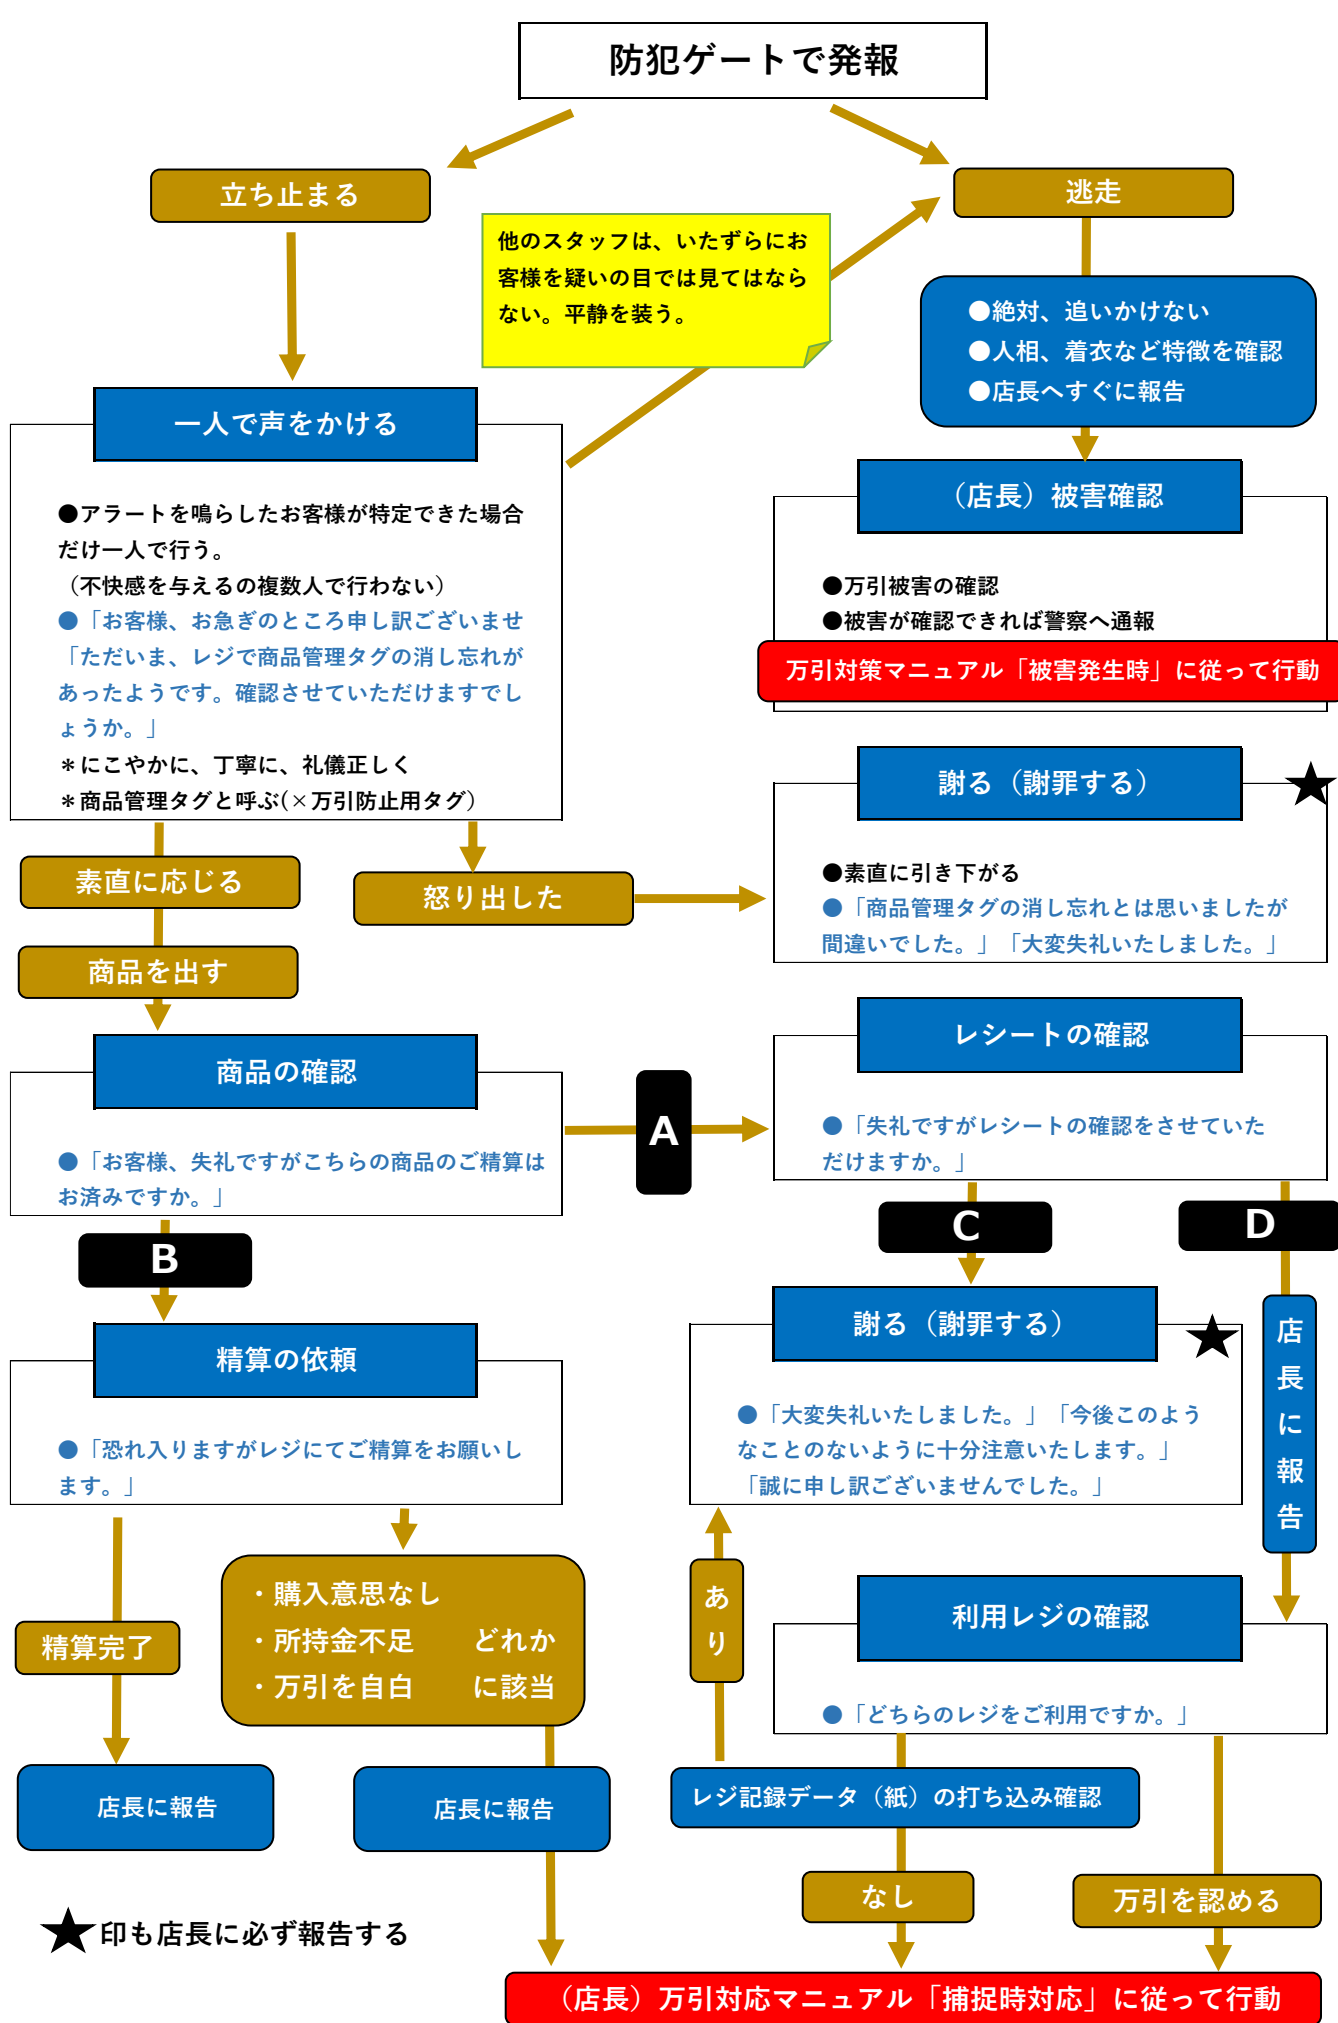 防犯ゲートで発報
立ち止まる
逃走
他のスタッフは、いたずらにお
客様を疑いの目では見てはなら
ない。平静を装う。
●絶対、追いかけない
●人相、着衣など特徴を確認
●店長へすぐに報告
一人で声をかける
●アラートを鳴らしたお客様が特定できた場合
だけ一人で行う。
（不快感を与えるの複数人で行わない）
●「お客様、お急ぎのところ申し訳ございませ
「ただいま、レジで商品管理タグの消し忘れが
あったようです。確認させていただけますでし
ょうか。」
＊にこやかに、丁寧に、礼儀正しく
＊商品管理タグと呼ぶ(×万引防止用タグ)
（店長）被害確認
●万引被害の確認
●被害が確認できれば警察へ通報
万引対策マニュアル「被害発生時」に従って行動
謝る（謝罪する）
★
●素直に引き下がる
●「商品管理タグの消し忘れとは思いましたが
間違いでした。」「大変失礼いたしました。」
素直に応じる
怒り出した
商品を出す
商品の確認
●「お客様、失礼ですがこちらの商品のご精算は
お済みですか。」
A
レシートの確認
●「失礼ですがレシートの確認をさせていた
だけますか。」
B
C
D
精算の依頼
●「恐れ入りますがレジにてご精算をお願いし
ます。」
謝る（謝罪する）
★
●「大変失礼いたしました。」「今後このよう
なことのないように十分注意いたします。」
「誠に申し訳ございませんでした。」
店長に報告
あり
精算完了
・購入意思なし
・所持金不足 どれか
・万引を自白 に該当
利用レジの確認
●「どちらのレジをご利用ですか。」
店長に報告
店長に報告
レジ記録データ（紙）の打ち込み確認
なし
万引を認める
★印も店長に必ず報告する
（店長）万引対応マニュアル「捕捉時対応」に従って行動